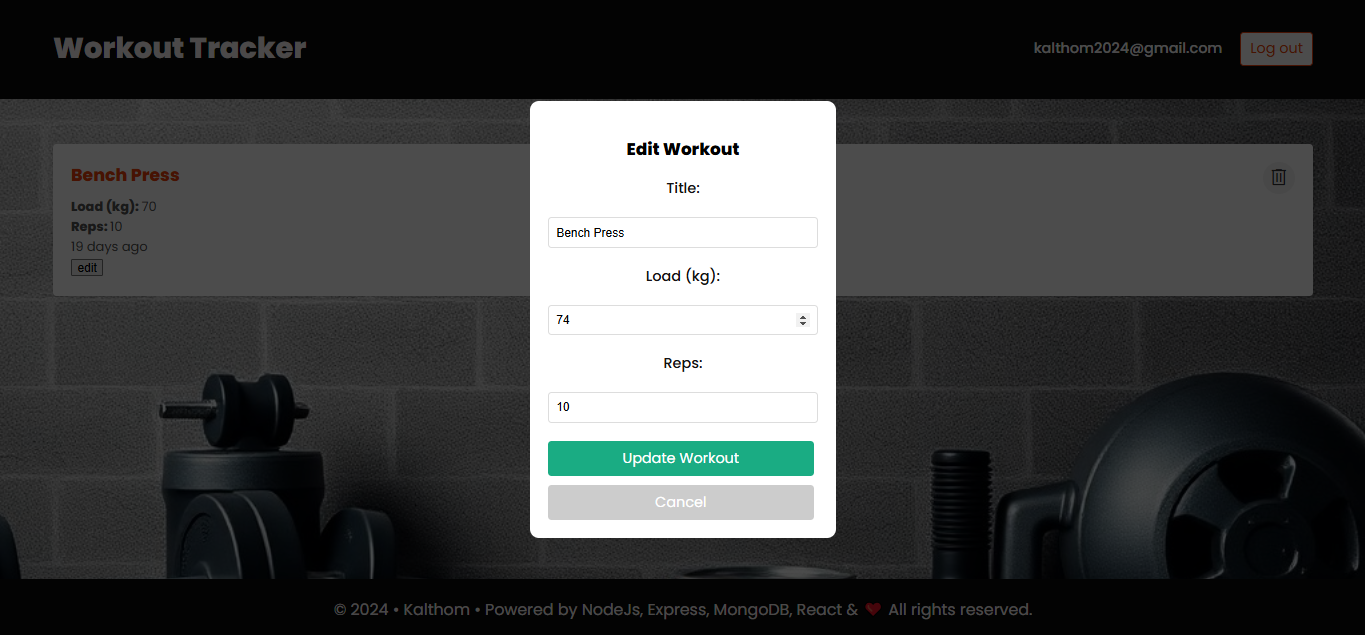 Workout Tracker
kalthom2024@gmail.com
Log out
Bench Press
Load (kg): 70
Reps: 10
19 days ago
edit
Edit Workout
Title:
Bench Press
Load (kg):
74
Reps:
10
Update Workout
Cancel
© 2024 • Kalthom • Powered by NodeJs, Express, MongoDB, React & ❤ All rights reserved.